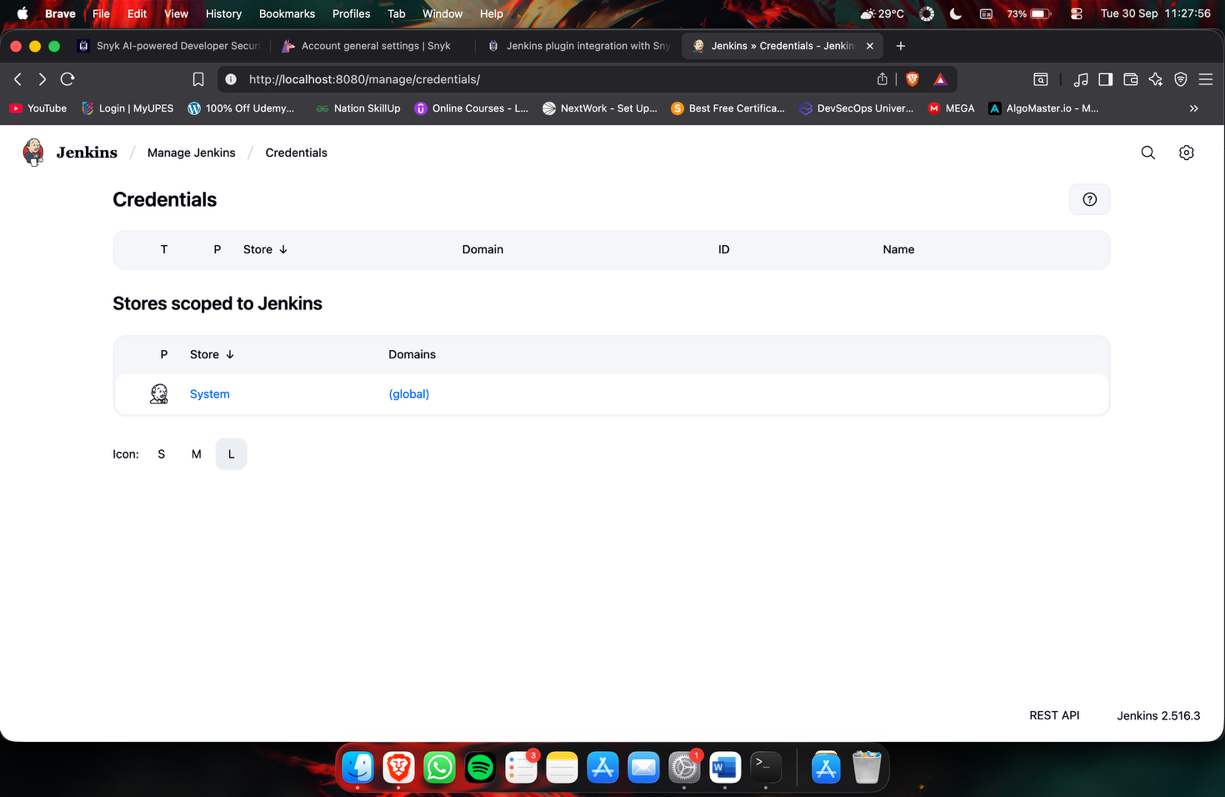 Brave File Edit View History Bookmarks Profiles Tab Window Help 29°C 73% Tue 30 Sep 11:27:56
Snyk AI-powered Developer Securi Account general settings | Snyk Jenkins plugin integration with Sny Jenkins » Credentials - Jenkin
http://localhost:8080/manage/credentials/
YouTube Login | MyUPES 100% Off Udemy... Nation SkillUp Online Courses - L... NextWork - Set Up... Best Free Certifica... DevSecOps Univer... MEGA AlgoMaster.io - M... »
Jenkins / Manage Jenkins / Credentials
Credentials
T P Store ↓ Domain ID Name
Stores scoped to Jenkins
P Store ↓ Domains
System (global)
Icon: S M L
REST API Jenkins 2.516.3
3 1